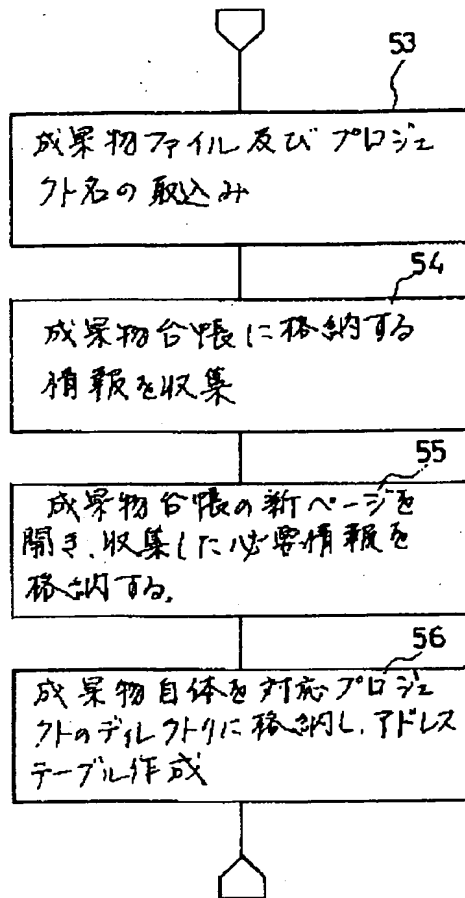 53
成果物ファイル及びプロジェ
クト名の取込み
54
成果物台帳に格納する
情報を収集
55
成果物台帳の新ページを
開き、収集した必要情報を
格納する。
56
成果物自体を対応プロジェ
クトのディレクトリに格納し、アドレス
テーブル作成